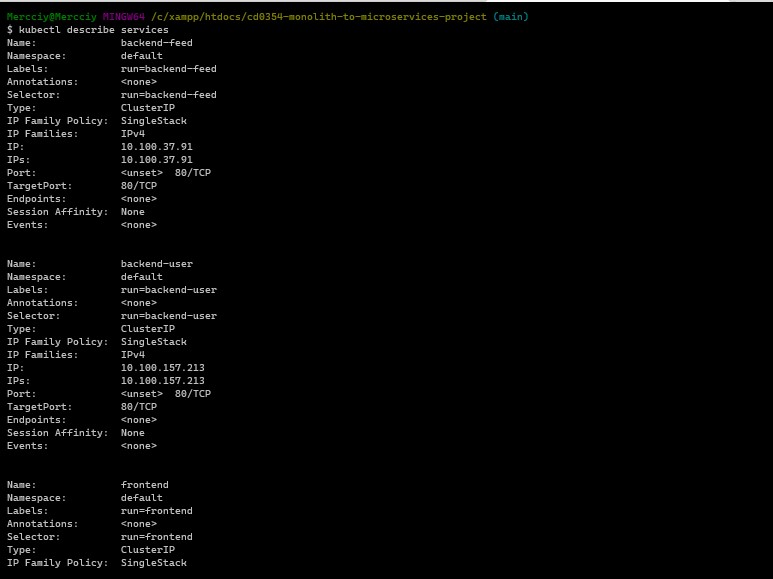 Mercciy@Mercciy MINGW64 /c/xampp/htdocs/cd0354-monolith-to-microservices-project (main)
$ kubectl describe services
Name:              backend-feed
Namespace:         default
Labels:            run=backend-feed
Annotations:       <none>
Selector:          run=backend-feed
Type:              ClusterIP
IP Family Policy:  SingleStack
IP Families:       IPv4
IP:                10.100.37.91
IPs:               10.100.37.91
Port:              <unset>  80/TCP
TargetPort:        80/TCP
Endpoints:         <none>
Session Affinity:  None
Events:            <none>

Name:              backend-user
Namespace:         default
Labels:            run=backend-user
Annotations:       <none>
Selector:          run=backend-user
Type:              ClusterIP
IP Family Policy:  SingleStack
IP Families:       IPv4
IP:                10.100.157.213
IPs:               10.100.157.213
Port:              <unset>  80/TCP
TargetPort:        80/TCP
Endpoints:         <none>
Session Affinity:  None
Events:            <none>

Name:              frontend
Namespace:         default
Labels:            run=frontend
Annotations:       <none>
Selector:          run=frontend
Type:              ClusterIP
IP Family Policy:  SingleStack